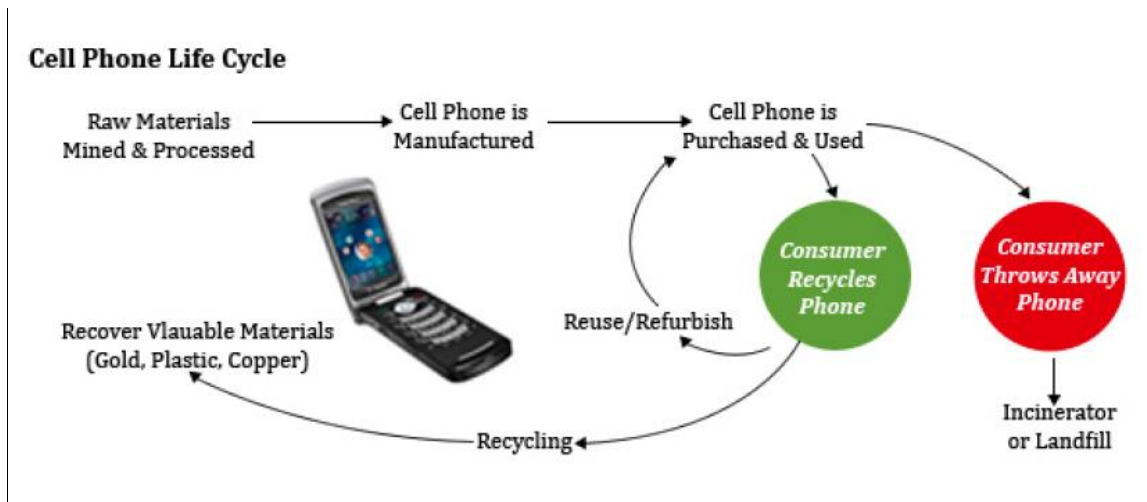 Cell Phone Life Cycle
Raw Materials
Mined & Processed
Cell Phone is
Manufactured
Cell Phone is
Purchased & Used
Consumer
Recycles
Phone
Consumer
Throws Away
Phone
Reuse/Refurbish
Recover Vlauable Materials
(Gold, Plastic, Copper)
Recycling
Incinerator
or Landfill